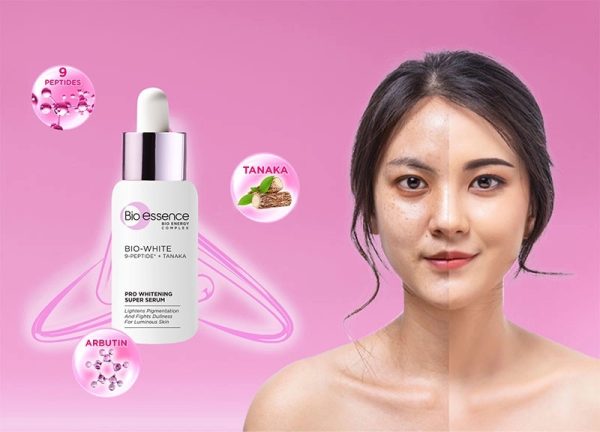 9
PEPTIDES
TANAKA
Bio essence
BIO ENERGY
COMPLEX
BIO-WHITE
9-PEPTIDE* + TANAKA
PRO WHITENING
SUPER SERUM
Lightens Pigmentation
And Fights Dullness
For Luminous Skin
ARBUTIN